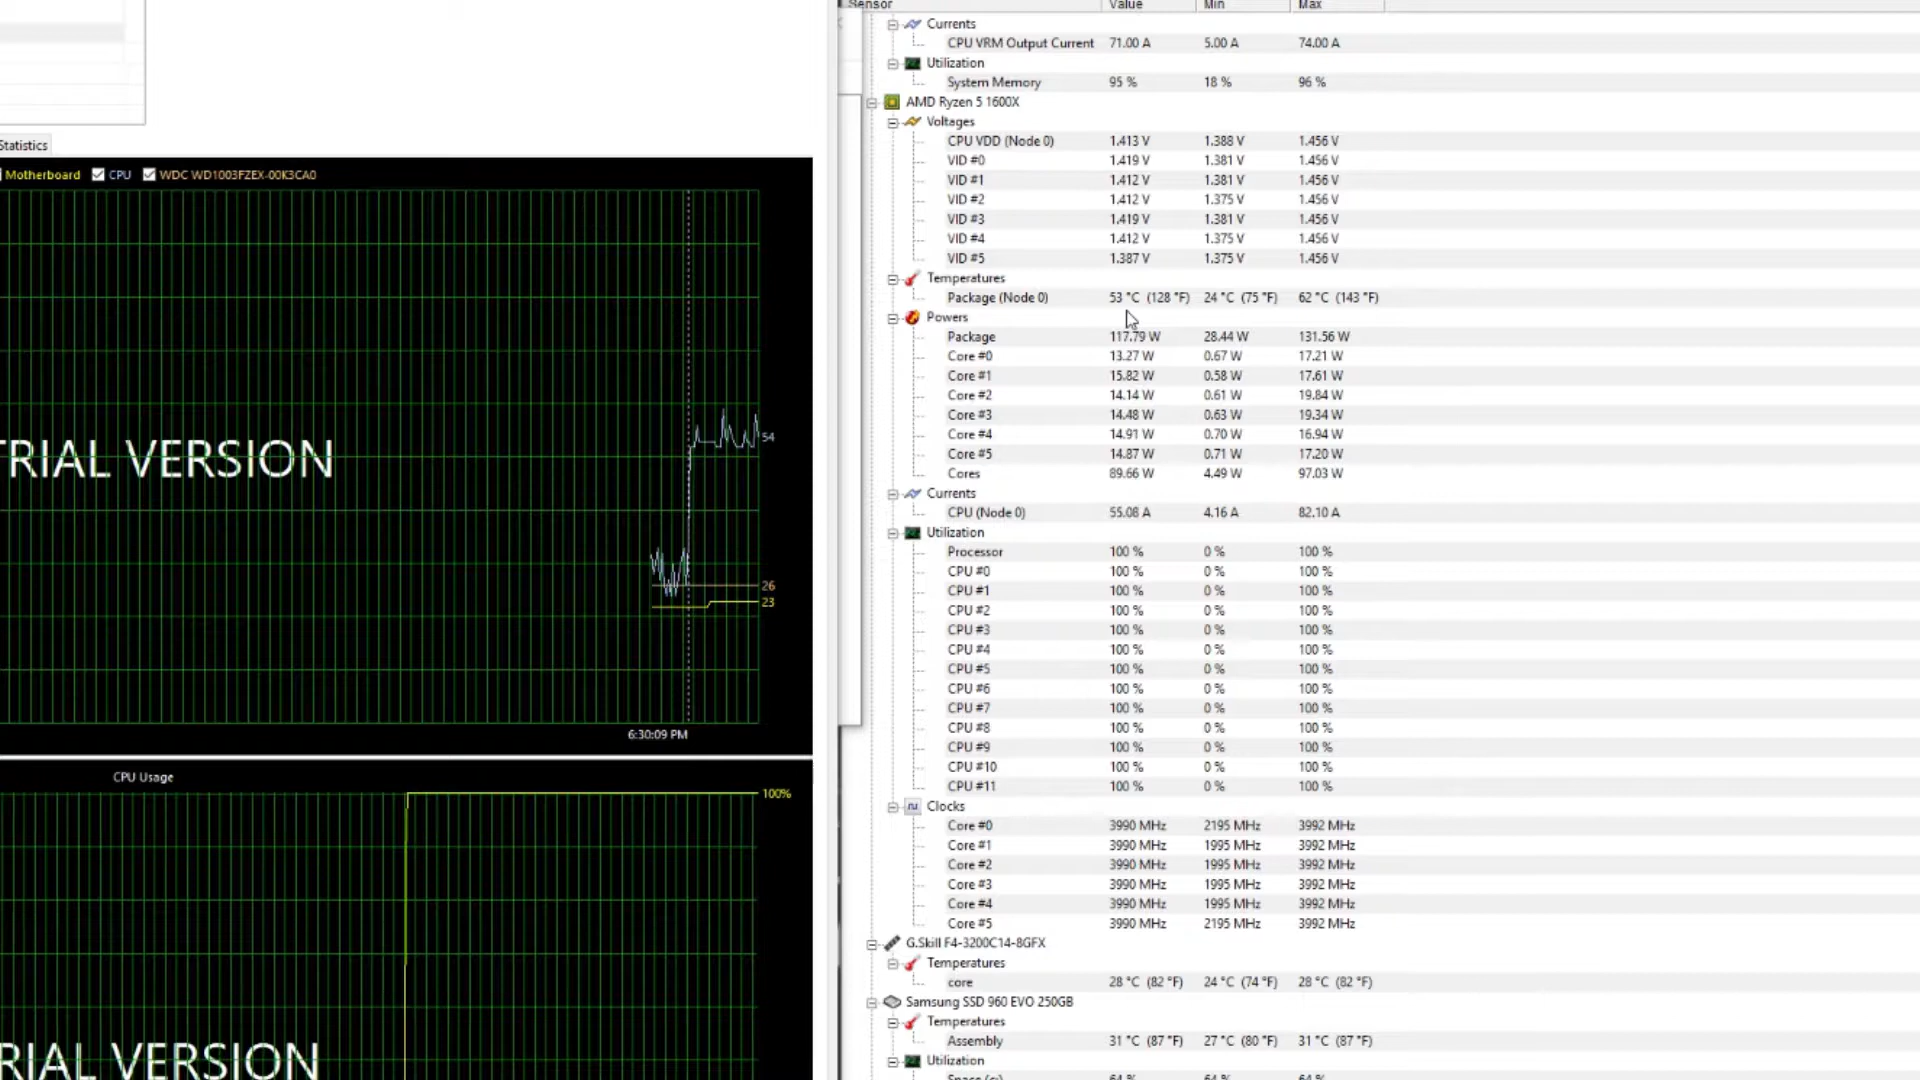 Statistics
Motherboard CPU WDC WD1003FZEX-00K3CA0
TRIAL VERSION
54
26
23
6:30:09 PM
CPU Usage
100%
RIAL VERSION
Sensor Value Min Max
Currents
CPU VRM Output Current 71.00 A 5.00 A 74.00 A
Utilization
System Memory 95 % 18 % 96 %
AMD Ryzen 5 1600X
Voltages
CPU VDD (Node 0) 1.413 V 1.388 V 1.456 V
VID #0 1.419 V 1.381 V 1.456 V
VID #1 1.412 V 1.381 V 1.456 V
VID #2 1.412 V 1.375 V 1.456 V
VID #3 1.419 V 1.381 V 1.456 V
VID #4 1.412 V 1.375 V 1.456 V
VID #5 1.387 V 1.375 V 1.456 V
Temperatures
Package (Node 0) 53 °C (128 °F) 24 °C (75 °F) 62 °C (143 °F)
Powers
Package 117.79 W 28.44 W 131.56 W
Core #0 13.27 W 0.67 W 17.21 W
Core #1 15.82 W 0.58 W 17.61 W
Core #2 14.14 W 0.61 W 19.84 W
Core #3 14.48 W 0.63 W 19.34 W
Core #4 14.91 W 0.70 W 16.94 W
Core #5 14.87 W 0.71 W 17.20 W
Cores 89.66 W 4.49 W 97.03 W
Currents
CPU (Node 0) 55.08 A 4.16 A 82.10 A
Utilization
Processor 100 % 0 % 100 %
CPU #0 100 % 0 % 100 %
CPU #1 100 % 0 % 100 %
CPU #2 100 % 0 % 100 %
CPU #3 100 % 0 % 100 %
CPU #4 100 % 0 % 100 %
CPU #5 100 % 0 % 100 %
CPU #6 100 % 0 % 100 %
CPU #7 100 % 0 % 100 %
CPU #8 100 % 0 % 100 %
CPU #9 100 % 0 % 100 %
CPU #10 100 % 0 % 100 %
CPU #11 100 % 0 % 100 %
Clocks
Core #0 3990 MHz 2195 MHz 3992 MHz
Core #1 3990 MHz 1995 MHz 3992 MHz
Core #2 3990 MHz 1995 MHz 3992 MHz
Core #3 3990 MHz 1995 MHz 3992 MHz
Core #4 3990 MHz 1995 MHz 3992 MHz
Core #5 3990 MHz 2195 MHz 3992 MHz
G.Skill F4-3200C14-8GFX
Temperatures
core 28 °C (82 °F) 24 °C (74 °F) 28 °C (82 °F)
Samsung SSD 960 EVO 250GB
Temperatures
Assembly 31 °C (87 °F) 27 °C (80 °F) 31 °C (87 °F)
Utilization
Space (c:) 64 % 64 % 64 %